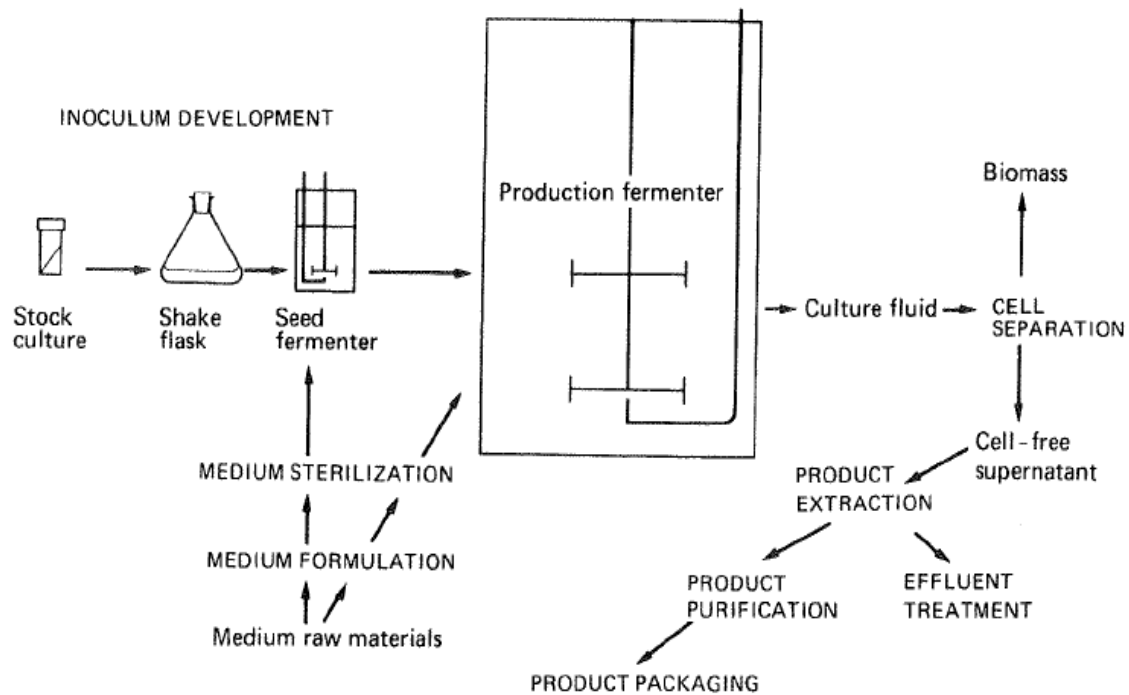 INOCULUM DEVELOPMENT
Stock
culture
Shake
flask
Seed
fermenter
Production fermenter
Culture fluid
Biomass
CELL
SEPARATION
Cell-free
supernatant
MEDIUM STERILIZATION
MEDIUM FORMULATION
Medium raw materials
PRODUCT
EXTRACTION
PRODUCT
PURIFICATION
EFFLUENT
TREATMENT
PRODUCT PACKAGING